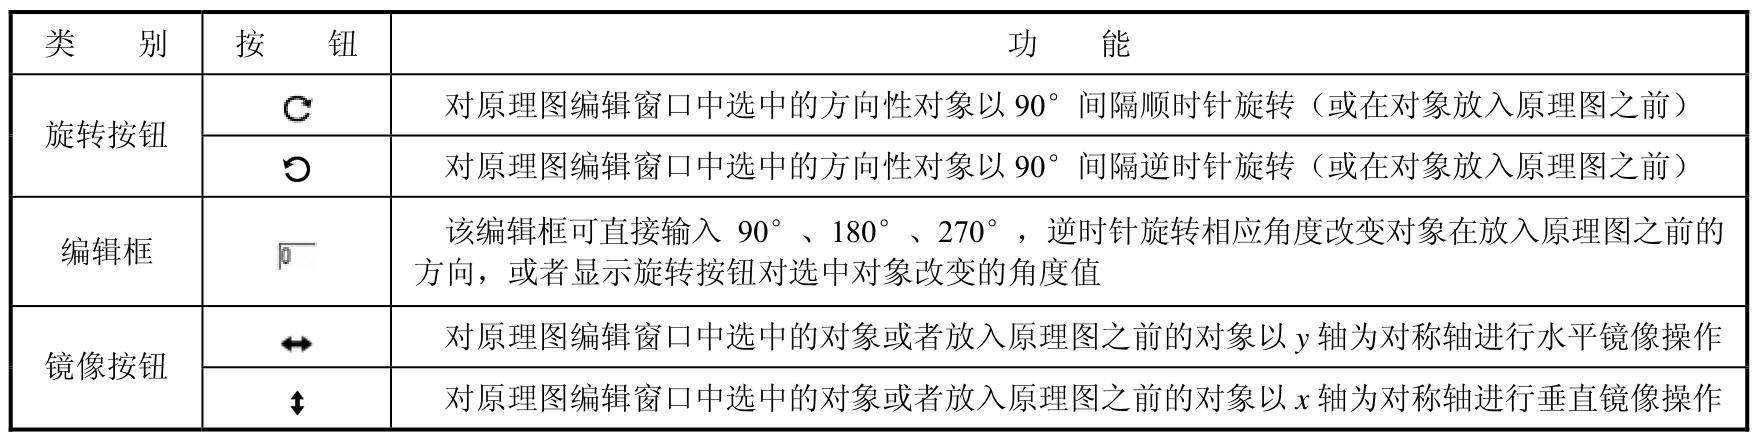 类 别 按 钮 功 能
旋转按钮
对原理图编辑窗口中选中的方向性对象以 90° 间隔顺时针旋转（或在对象放入原理图之前）
对原理图编辑窗口中选中的方向性对象以 90° 间隔逆时针旋转（或在对象放入原理图之前）
编辑框
0
该编辑框可直接输入 90°、180°、270°，逆时针旋转相应角度改变对象在放入原理图之前的
方向，或者显示旋转按钮对选中对象改变的角度值
镜像按钮
对原理图编辑窗口中选中的对象或者放入原理图之前的对象以 y 轴为对称轴进行水平镜像操作
对原理图编辑窗口中选中的对象或者放入原理图之前的对象以 x 轴为对称轴进行垂直镜像操作